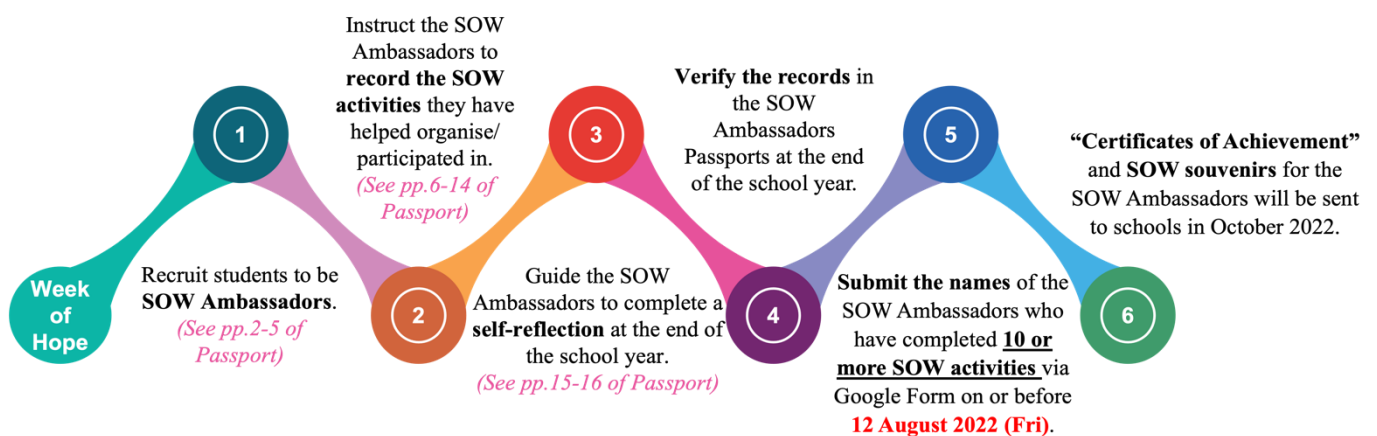 Week
of
Hope
1
Recruit students to be
SOW Ambassadors.
(See pp.2-5 of
Passport)
2
Instruct the SOW
Ambassadors to
record the SOW
activities they have
helped organise/
participated in.
(See pp.6-14 of
Passport)
3
Guide the SOW
Ambassadors to complete a
self-reflection at the end of
the school year.
(See pp.15-16 of Passport)
4
Verify the records in
the SOW
Ambassadors
Passports at the end
of the school year.
5
Submit the names of the
SOW Ambassadors who
have completed 10 or
more SOW activities via
Google Form on or before
12 August 2022 (Fri).
6
“Certificates of Achievement”
and SOW souvenirs for the
SOW Ambassadors will be sent
to schools in October 2022.